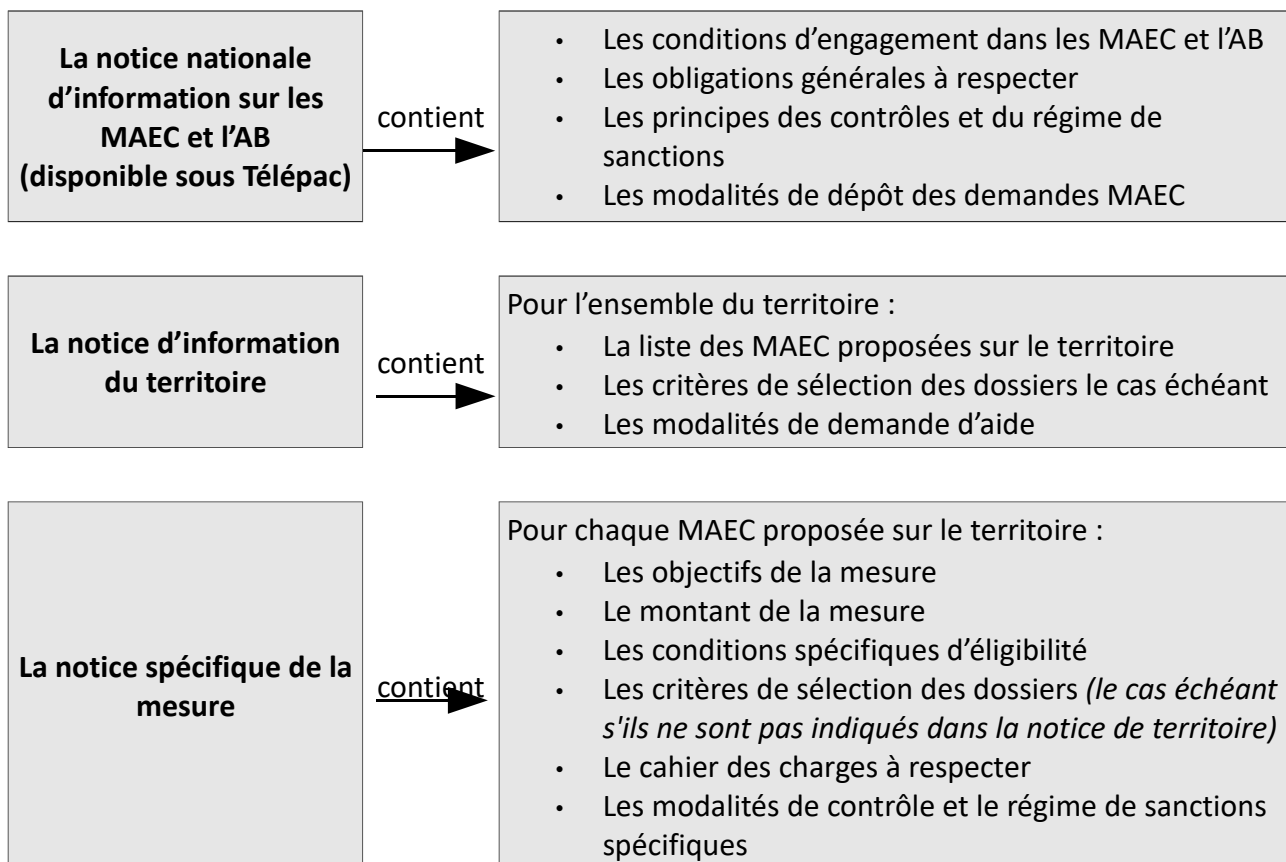 La notice nationale
d’information sur les
MAEC et l’AB
(disponible sous Télépac)
contient
• Les conditions d’engagement dans les MAEC et l’AB
• Les obligations générales à respecter
• Les principes des contrôles et du régime de
sanctions
• Les modalités de dépôt des demandes MAEC
La notice d’information
du territoire
contient
Pour l’ensemble du territoire :
• La liste des MAEC proposées sur le territoire
• Les critères de sélection des dossiers le cas échéant
• Les modalités de demande d’aide
La notice spécifique de la
mesure
contient
Pour chaque MAEC proposée sur le territoire :
• Les objectifs de la mesure
• Le montant de la mesure
• Les conditions spécifiques d’éligibilité
• Les critères de sélection des dossiers (le cas échéant
s'ils ne sont pas indiqués dans la notice de territoire)
• Le cahier des charges à respecter
• Les modalités de contrôle et le régime de sanctions
spécifiques